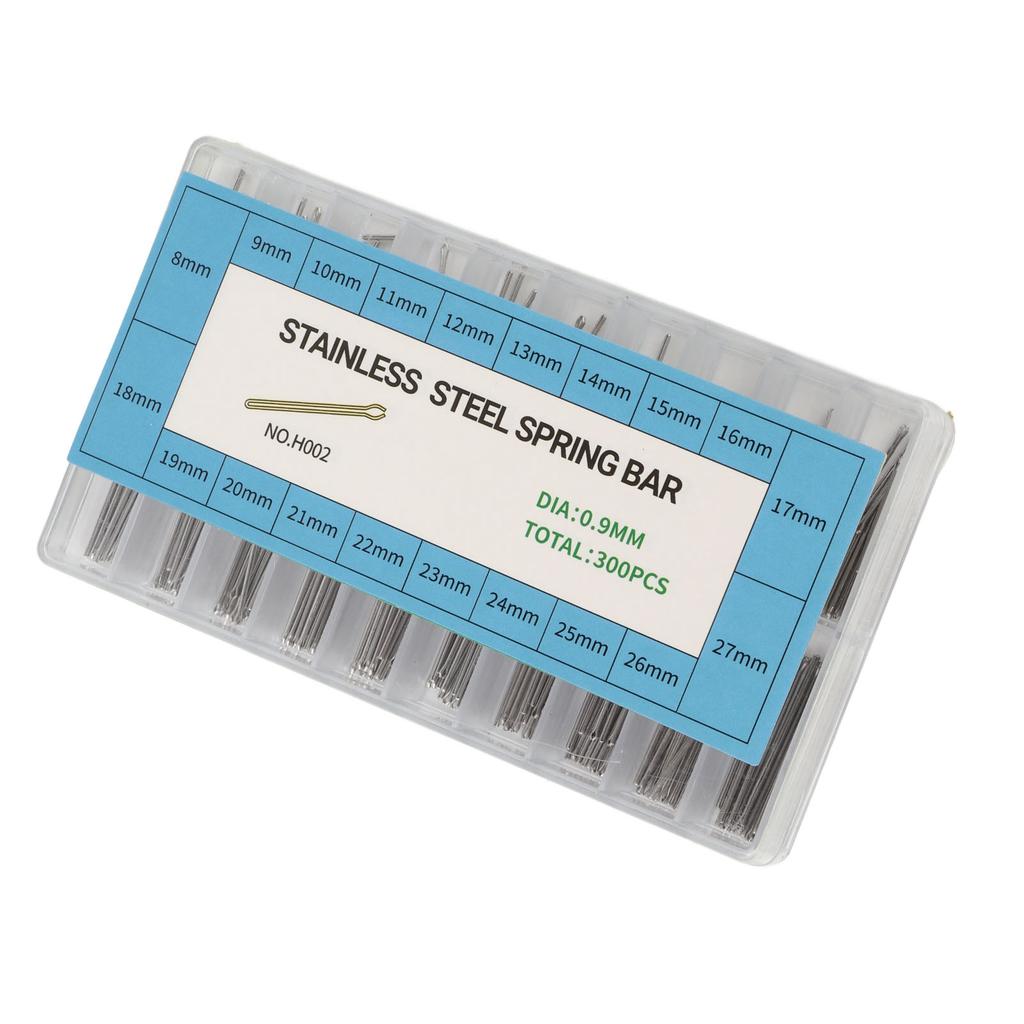 8mm
9mm
10mm
11mm
12mm
13mm
14mm
15mm
16mm
17mm
STAINLESS STEEL SPRING BAR
NO.H002
DIA:0.9MM
TOTAL:300PCS
18mm
19mm
20mm
21mm
22mm
23mm
24mm
25mm
26mm
27mm